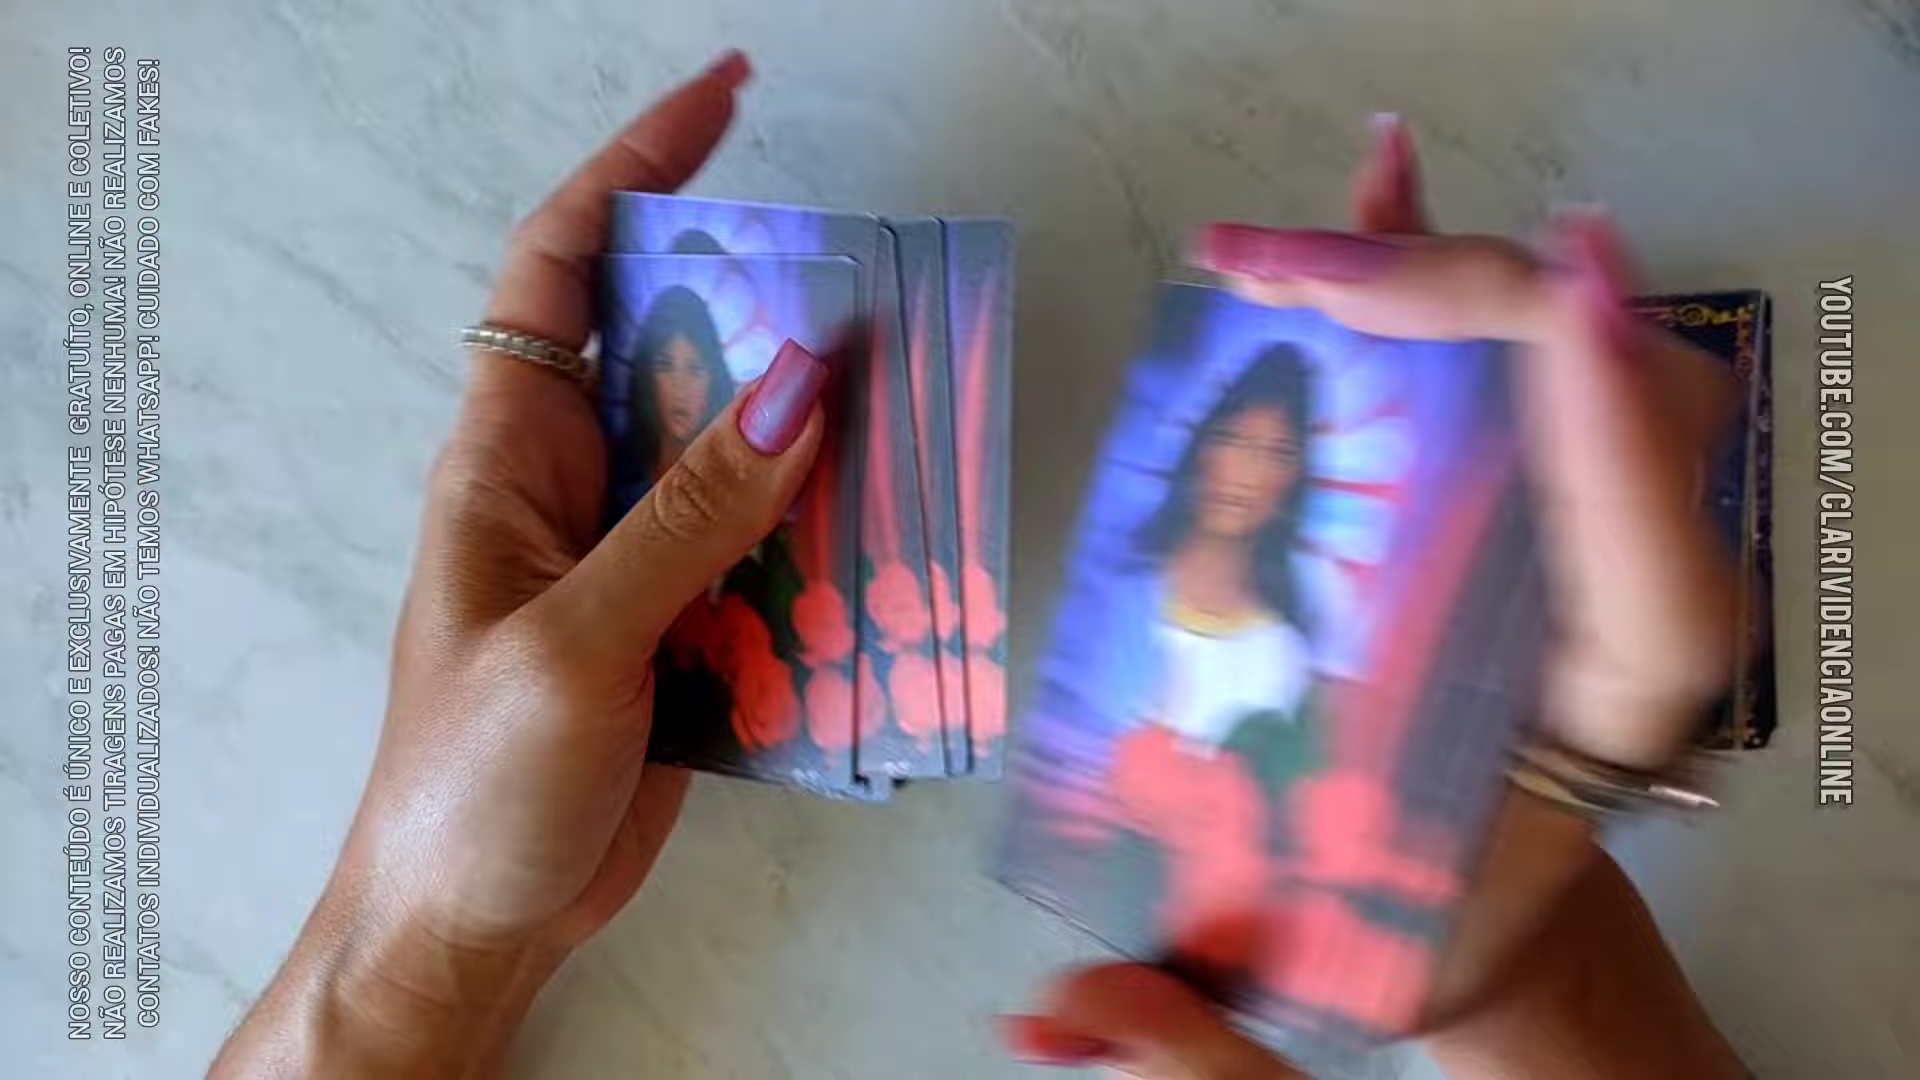 NOSSO CONTEÚDO É ÚNICO E EXCLUSIVAMENTE GRATUÍTO, ONLINE E COLETIVO!
NÃO REALIZAMOS TIRAGENS PAGAS EM HIPÓTESE NENHUMA! NÃO REALIZAMOS
CONTATOS INDIVIDUALIZADOS! NÃO TEMOS WHATSAPP! CUIDADO COM FAKES!
YOUTUBE.COM/CLARIVIDENCIAONLINE